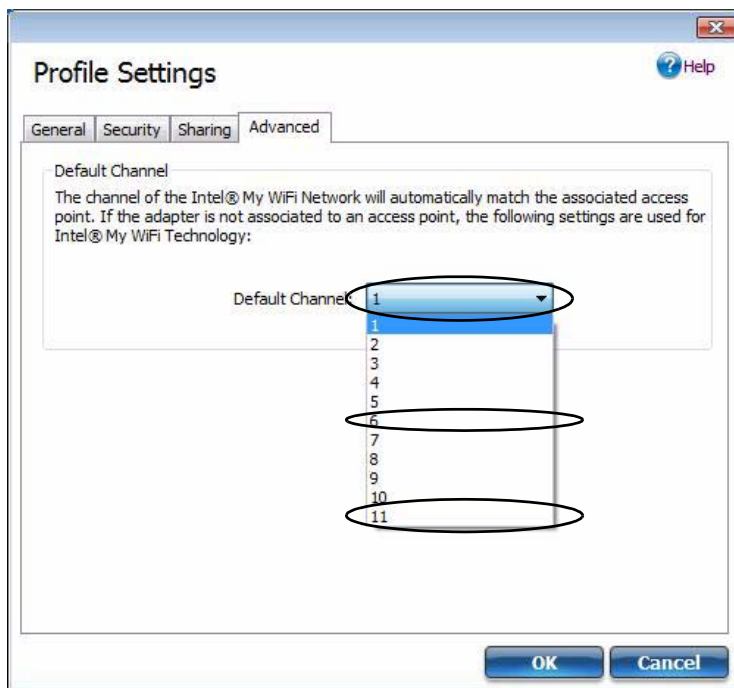 Profile Settings
Help
General Security Sharing Advanced
Default Channel
The channel of the Intel® My WiFi Network will automatically match the associated access
point. If the adapter is not associated to an access point, the following settings are used for
Intel® My WiFi Technology:
Default Channel: 1
1
2
3
4
5
6
7
8
9
10
11
OK Cancel